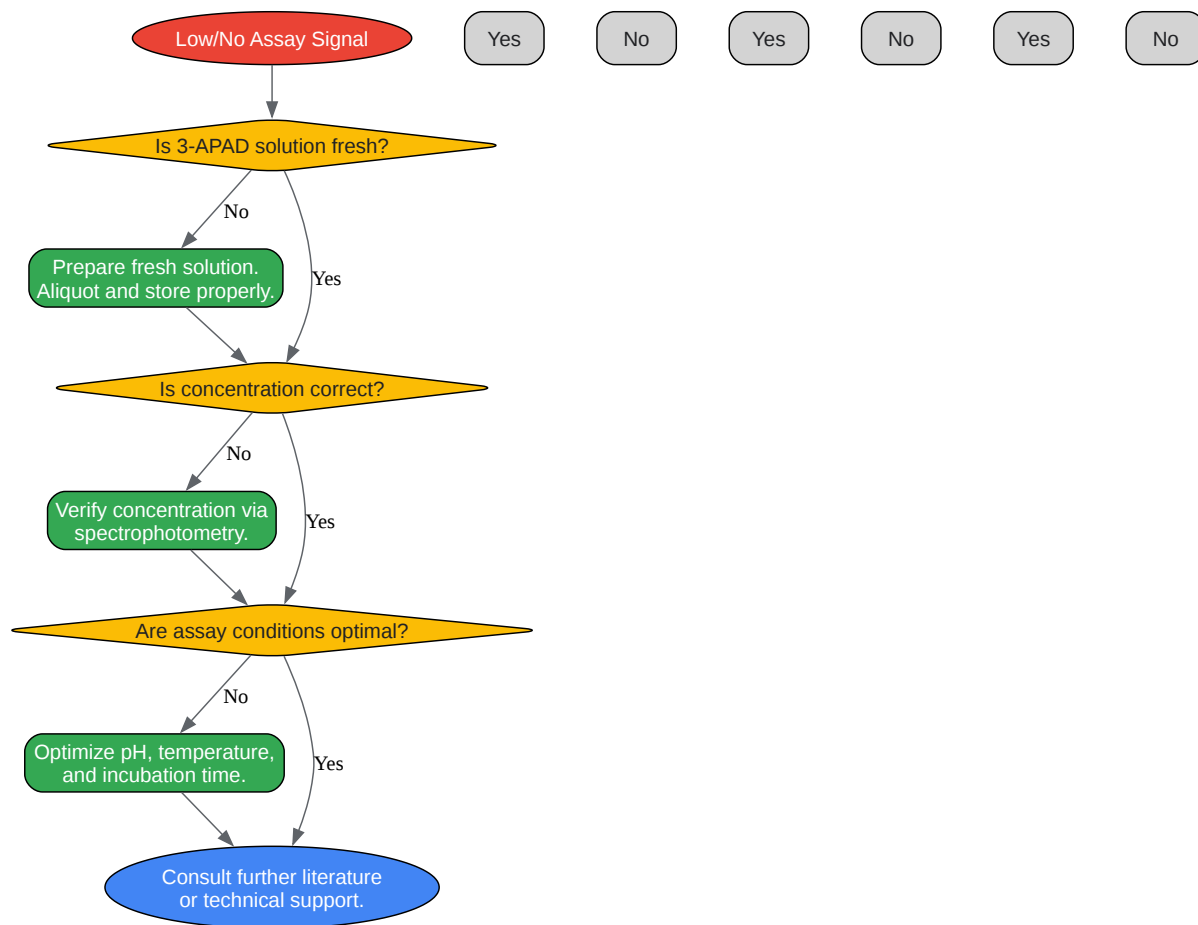 Low/No Assay Signal
Yes
No
Yes
No
Yes
No
Is 3-APAD solution fresh?
No
Prepare fresh solution.
Aliquot and store properly.
Yes
Is concentration correct?
No
Verify concentration via
spectrophotometry.
Yes
Are assay conditions optimal?
No
Optimize pH, temperature,
and incubation time.
Yes
Consult further literature
or technical support.